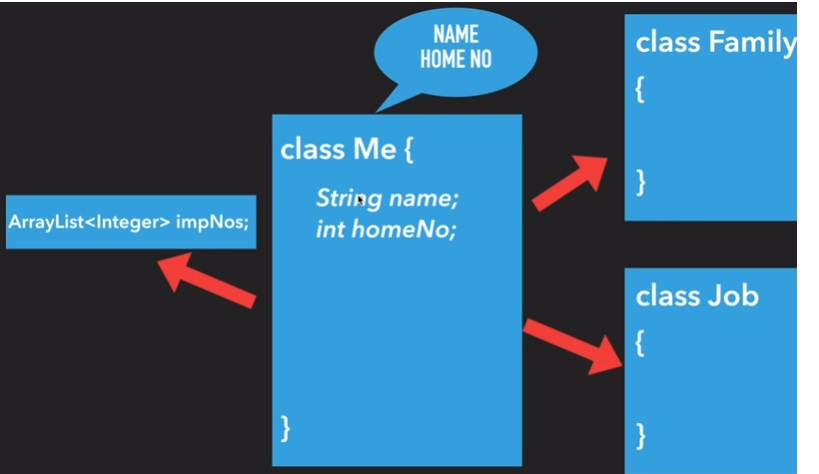 NAME
HOME NO
class Me {
String name;
int homeNo;
}
ArrayList<Integer> impNos;
class Family
{
}
class Job
{
}